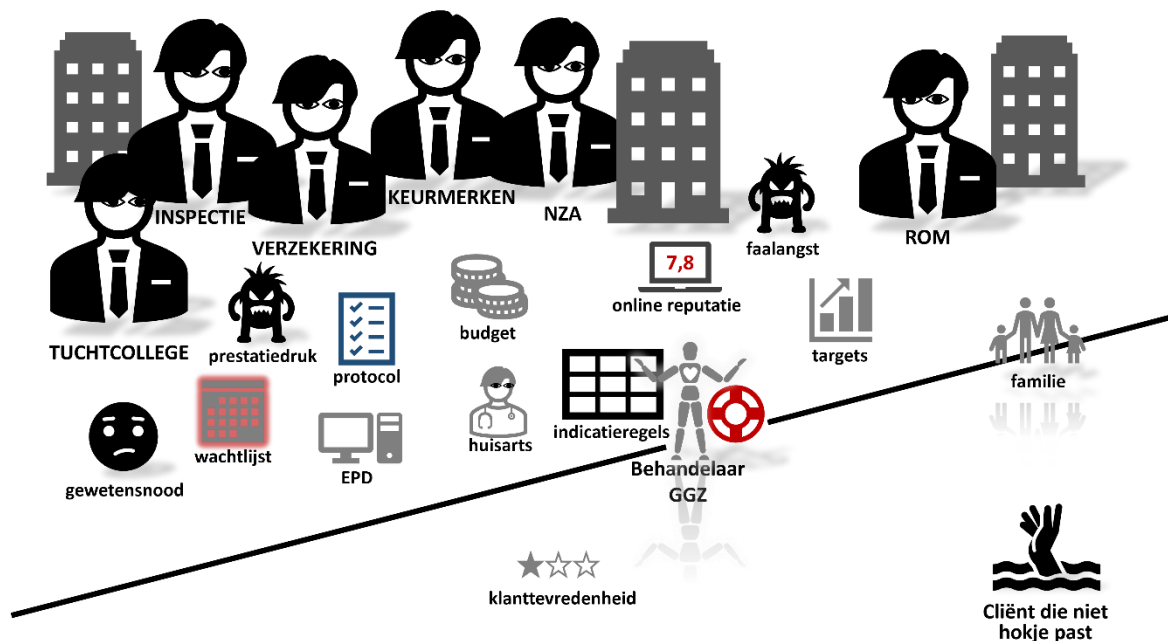 INSPECTIE
VERZEKERING
KEURMERKEN
NZA
ROM
faalangst
7,8
online reputatie
TUCHTCOLLEGE
prestatiedruk
protocol
budget
targets
familie
gewetensnood
wachtlijst
EPD
huisarts
indicatieregels
Behandelaar
GGZ
klanttevredenheid
Cliënt die niet
hokje past